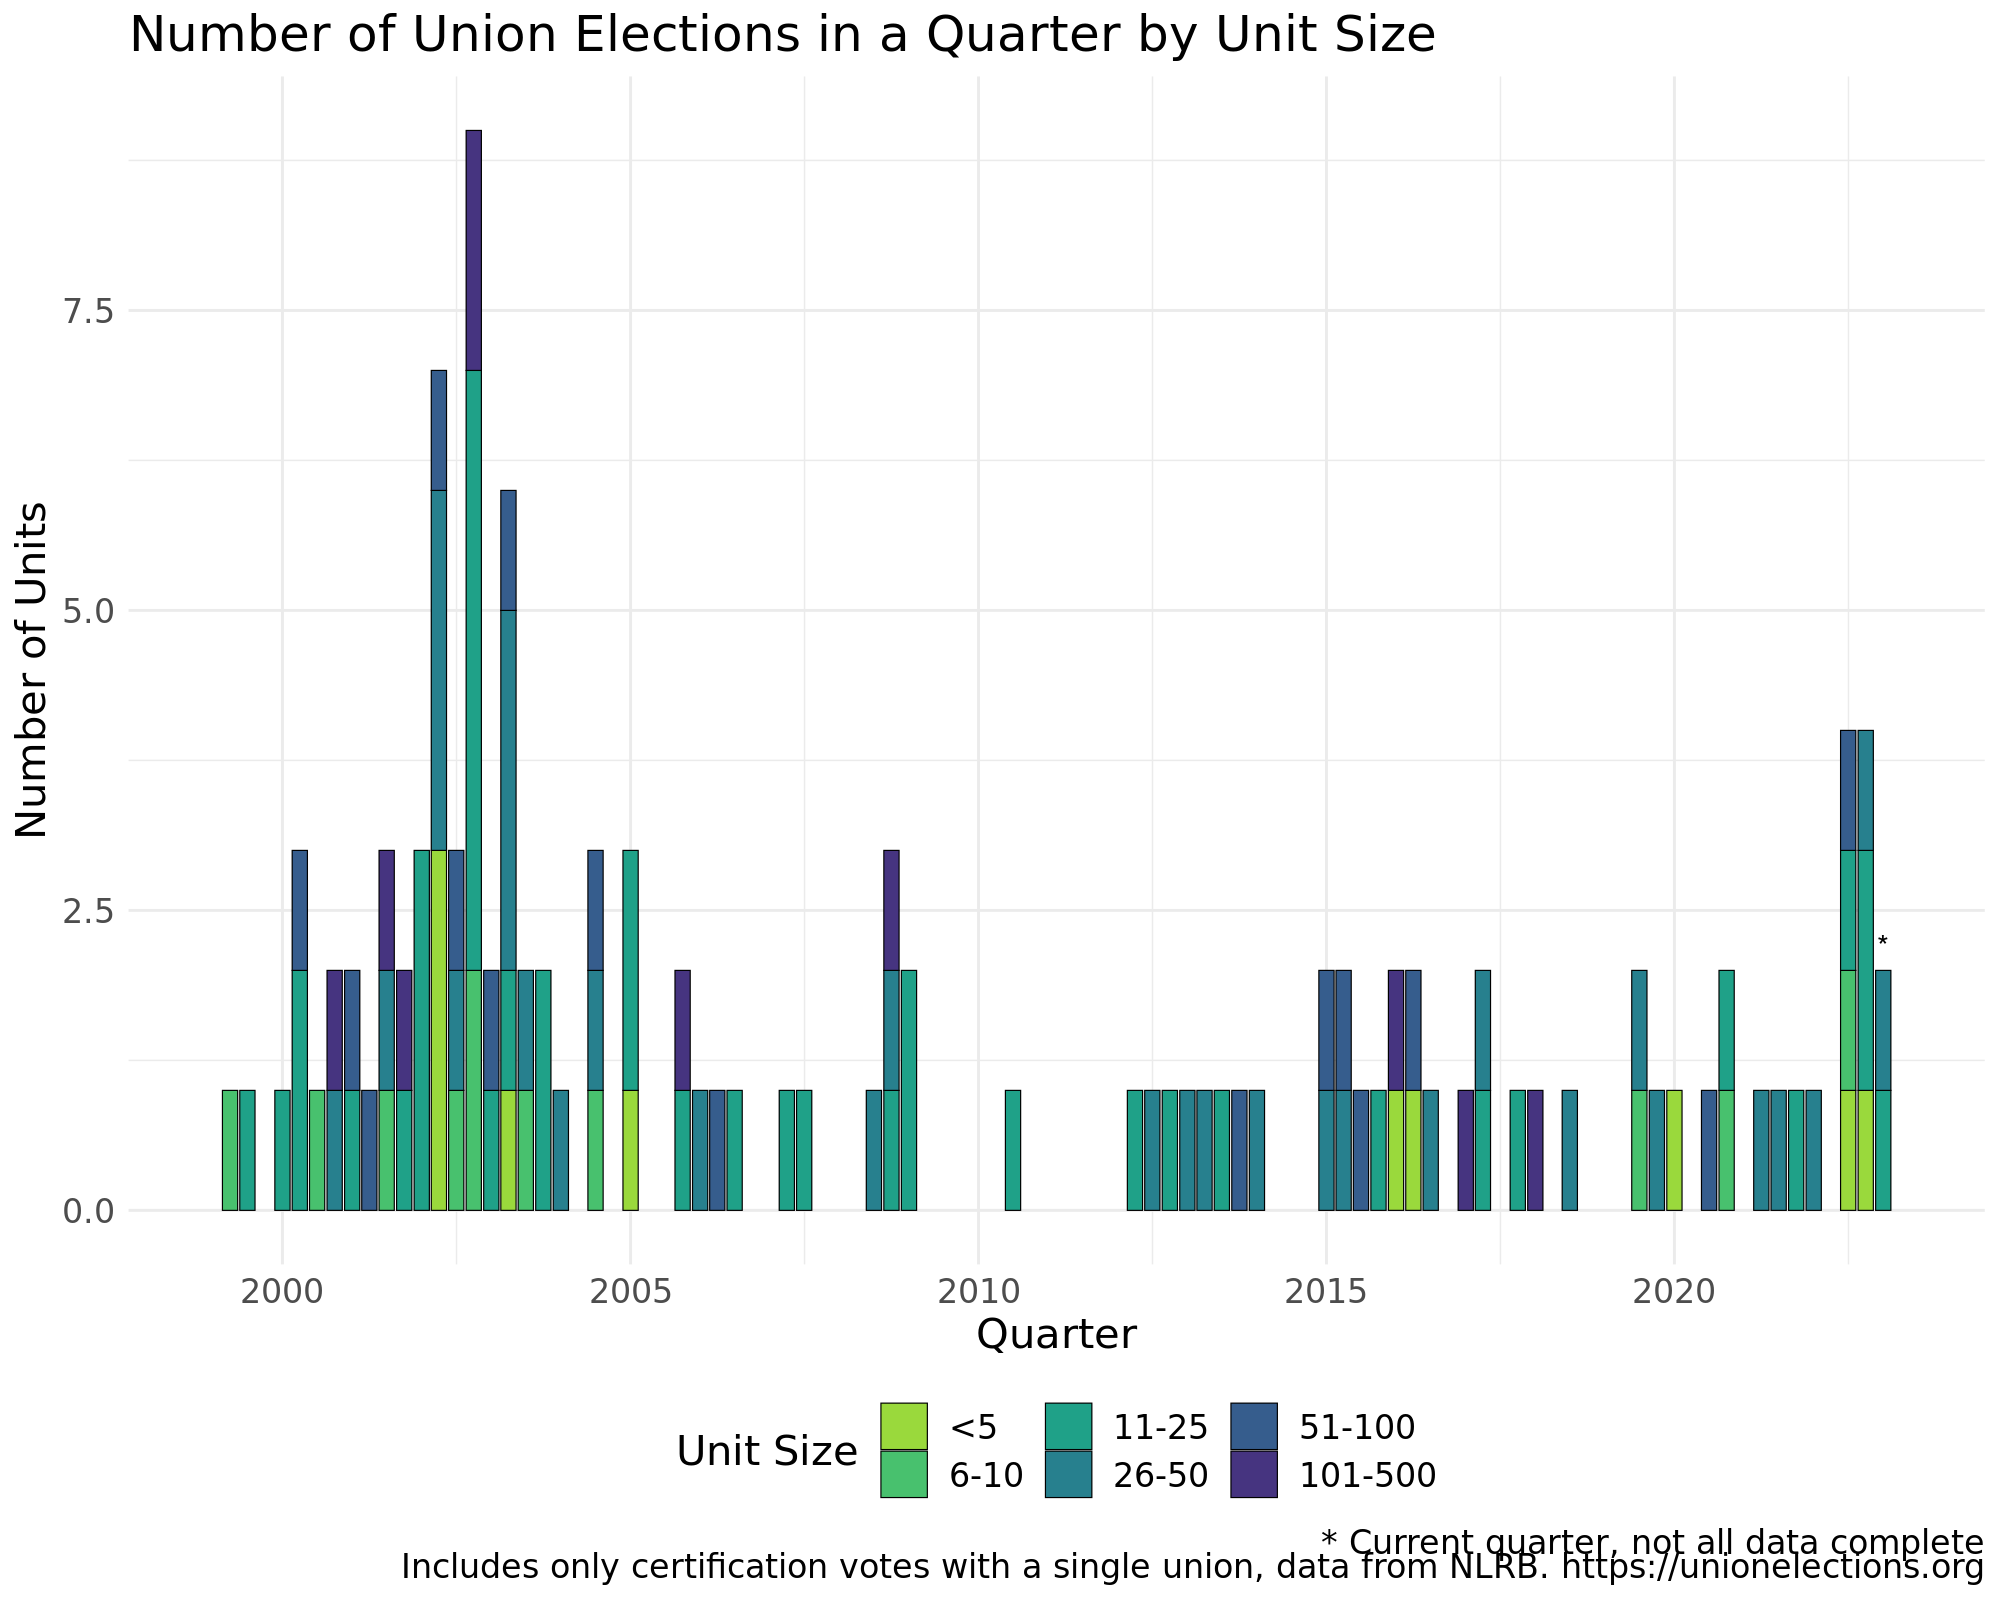 Number of Union Elections in a Quarter by Unit Size
Number of Units
7.5
5.0
2.5
0.0
*
2000 2005 2010 2015 2020
Quarter
Unit Size
<5 11-25 51-100
6-10 26-50 101-500
* Current quarter, not all data complete
Includes only certification votes with a single union, data from NLRB. https://unionelections.org